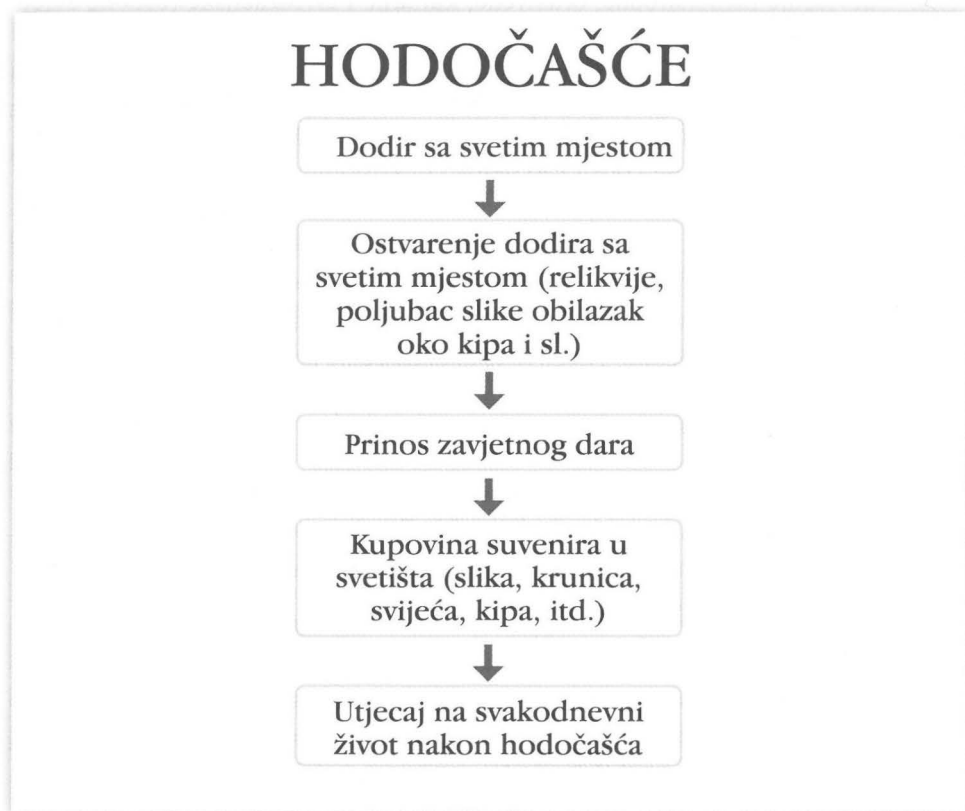 HODOČAŠĆE
Dodir sa svetim mjestom
Ostvarenje dodira sa
svetim mjestom (relikvije,
poljubac slike obilazak
oko kipa i sl.)
Prinos zavjetnog dara
Kupovina suvenira u
svetišta (slika, krunica,
svijeća, kipa, itd.)
Utjecaj na svakodnevni
život nakon hodočašća